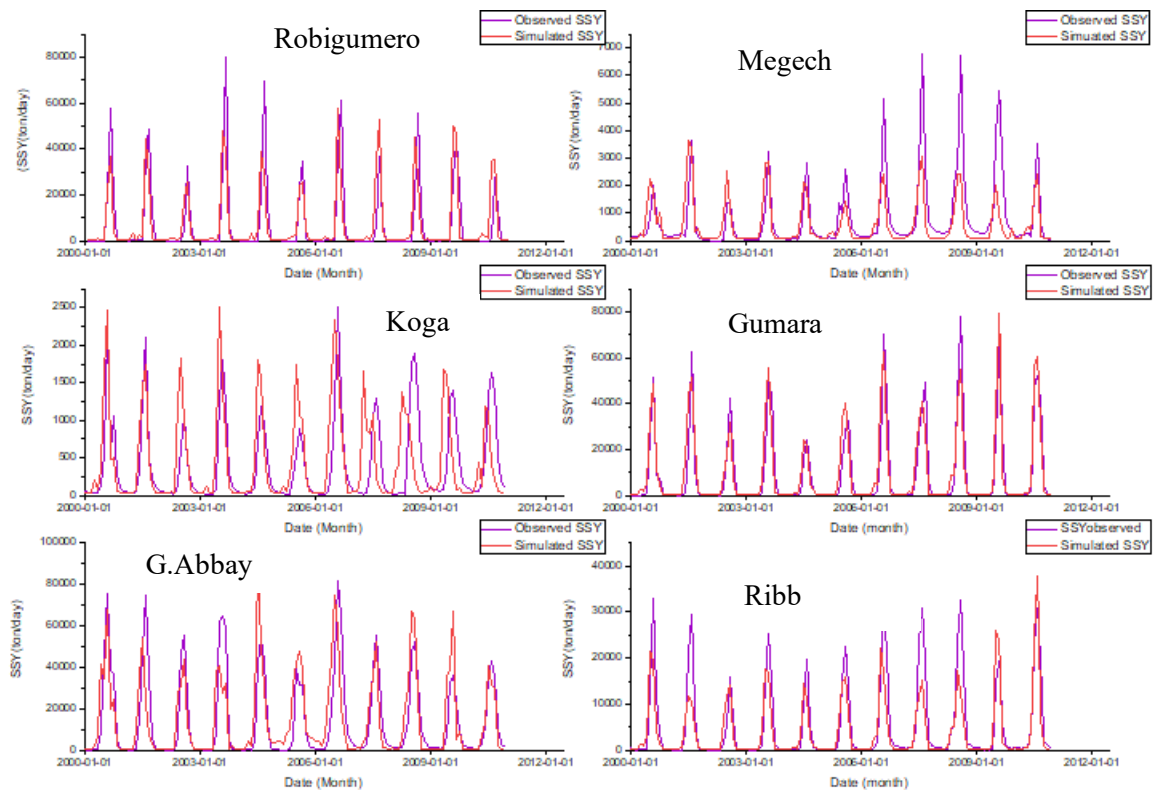 Observed SSY
Simulated SSY
Robigumero
(SSY(ton/day)
80000
60000
40000
20000
0
2000-01-01 2003-01-01 2006-01-01 2009-01-01 2012-01-01
Date (Month)
Observed SSY
Simuated SSY
Megech
SSY(ton/day)
7000
6000
5000
4000
3000
2000
1000
0
2000-01-01 2003-01-01 2006-01-01 2009-01-01 2012-01-01
Date (month)
Observed SSY
Simulated SSY
Koga
SSY(ton/day)
2500
2000
1500
1000
500
0
2000-01-01 2003-01-01 2006-01-01 2009-01-01 2012-01-01
Date (Month)
Observed SSY
Simulated SSY
Gumara
SSY(ton/day)
80000
60000
40000
20000
0
2000-01-01 2003-01-01 2006-01-01 2009-01-01 2012-01-01
Date (month)
Observed SSY
Simulated SSY
G.Abbay
SSY(ton/day)
100000
80000
60000
40000
20000
0
2000-01-01 2003-01-01 2006-01-01 2009-01-01 2012-01-01
Date (Month)
SSYobserved
Simulated SSY
Ribb
SSY(ton/day)
40000
30000
20000
10000
0
2000-01-01 2003-01-01 2006-01-01 2009-01-01 2012-01-01
Date (month)